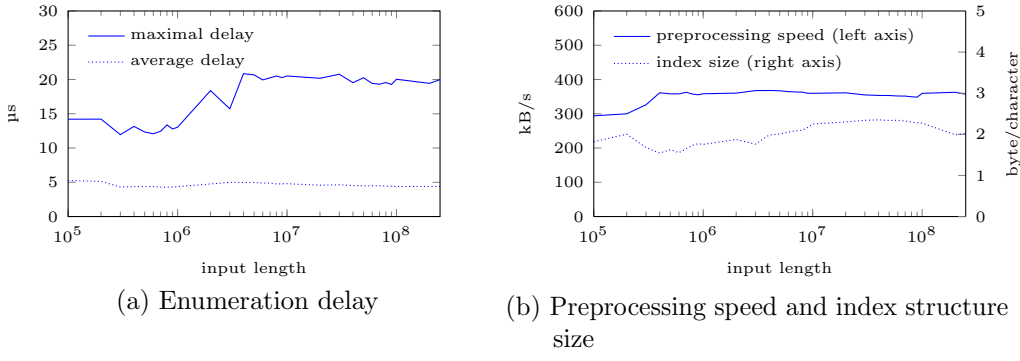 30
25
20
15
10
5
0
10^5 10^6 10^7 10^8
µs
input length
maximal delay
average delay
(a) Enumeration delay
600
500
400
300
200
100
0
5
4
3
2
1
0
10^5 10^6 10^7 10^8
kB/s
byte/character
input length
preprocessing speed (left axis)
index size (right axis)
(b) Preprocessing speed and index structure
size